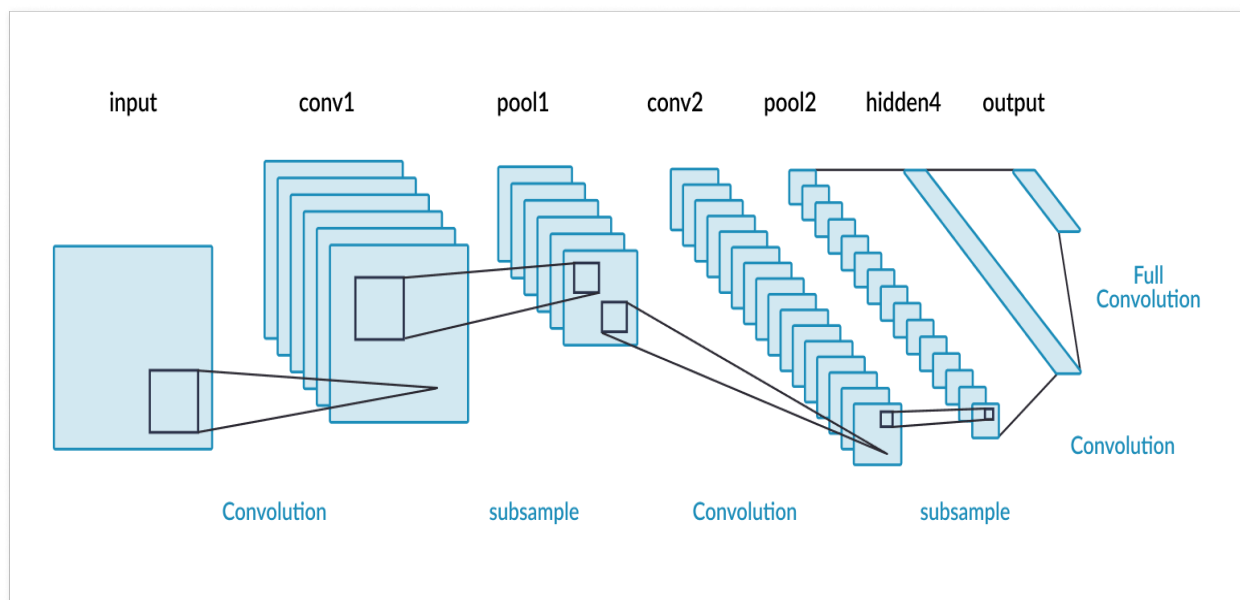 input
conv1
pool1
conv2
pool2
hidden4
output
Full
Convolution
Convolution
Convolution
subsample
Convolution
subsample